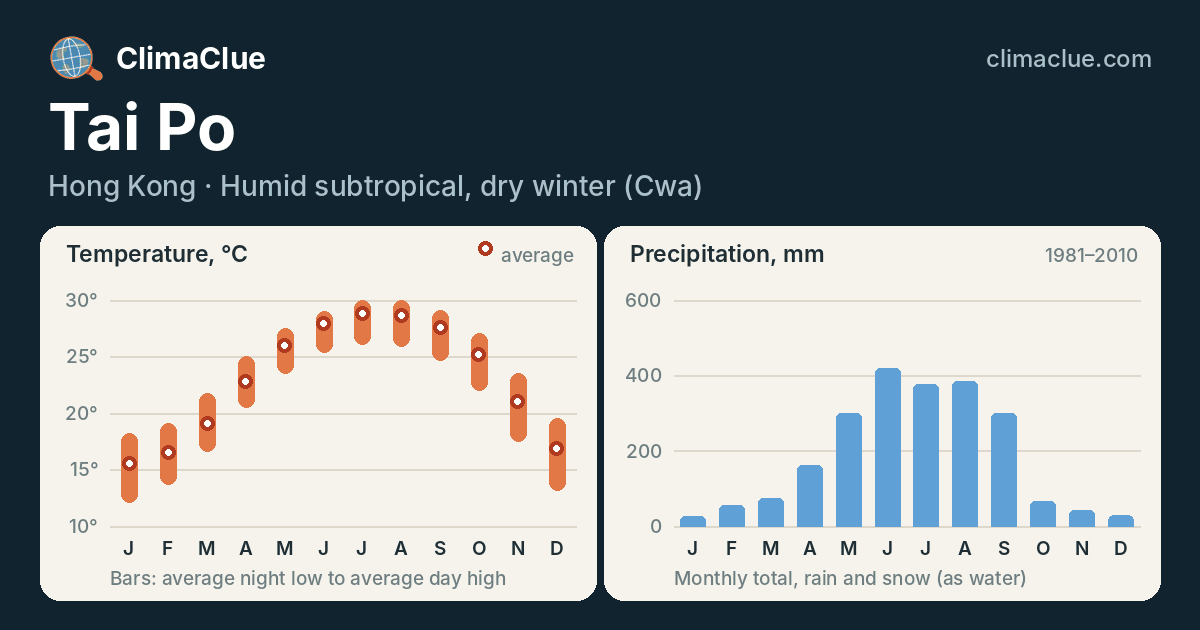 ClimaClue
climaclue.com
Tai Po
Hong Kong · Humid subtropical, dry winter (Cwa)
Temperature, °C
average
30°
25°
20°
15°
10°
J F M A M J J A S O N D
Bars: average night low to average day high
Precipitation, mm
1981–2010
600
400
200
0
J F M A M J J A S O N D
Monthly total, rain and snow (as water)